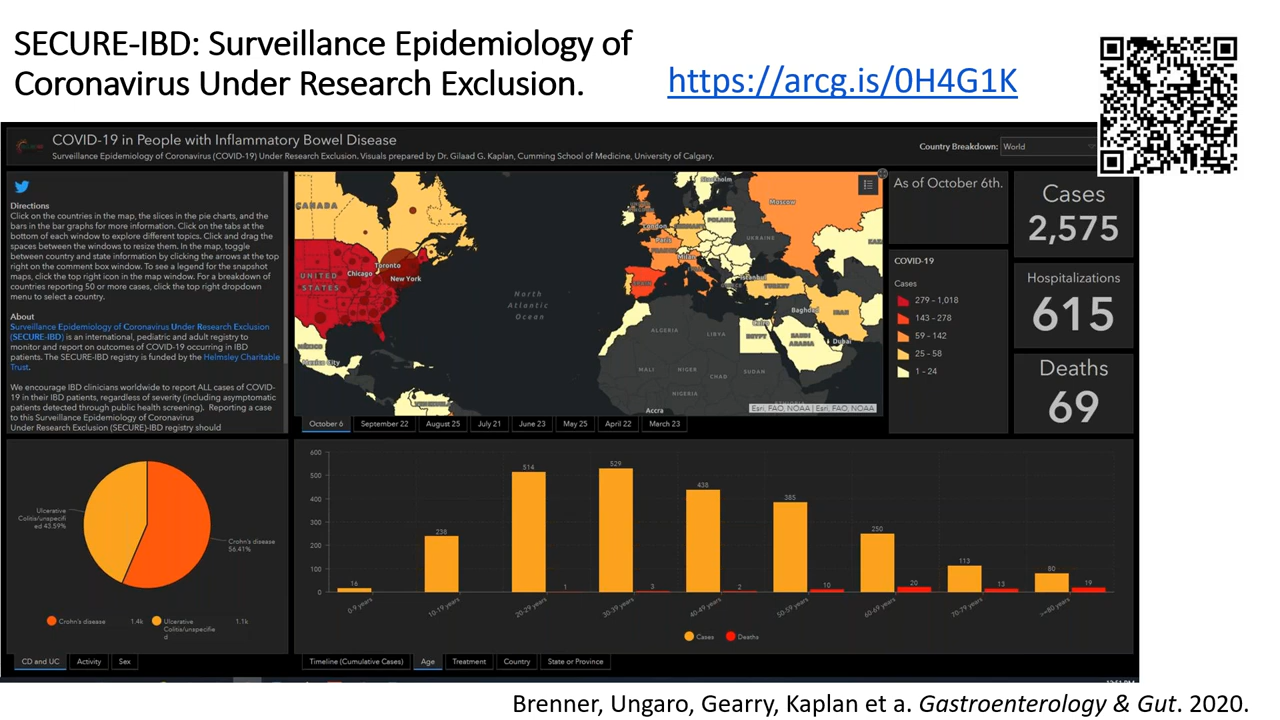 SECURE-IBD: Surveillance Epidemiology of
Coronavirus Under Research Exclusion.
https://arcg.is/0H4G1K
COVID-19 in People with Inflammatory Bowel Disease
Surveillance Epidemiology of Coronavirus (COVID-19) Under Research Exclusion. Visuals prepared by Dr. Gilaad G. Kaplan, Cumming School of Medicine, University of Calgary.
Country Breakdown:
World
Directions
Click on the countries in the map, the slices in the pie charts, and the
bars in the bar graphs for more information. Click on the tabs at the
bottom of each window to explore different topics. Click and drag the
spaces between the windows to resize them. In the map, toggle
between country and state information by clicking the arrows at the top
right on the comment box window. To see a legend for the snapshot
maps, click the top right icon in the map window. For a breakdown of
countries reporting 50 or more cases, click the top right dropdown
menu to select a country.
About
Surveillance Epidemiology of Coronavirus Under Research Exclusion
(SECURE-IBD) is an international, pediatric and adult registry to
monitor and report on outcomes of COVID-19 occurring in IBD
patients. The SECURE-IBD registry is funded by the Helmsley Charitable
Trust.
We encourage IBD clinicians worldwide to report ALL cases of COVID-
19 in their IBD patients, regardless of severity (including asymptomatic
patients detected through public health screening). Reporting a case
to this Surveillance Epidemiology of Coronavirus
Under Research Exclusion (SECURE)-IBD registry should
CANADA
UNITED
STATES
Chicago
Toronto
New York
MÉXICO
Mexico City
North
Atlantic
Ocean
Stockholm
Moscow
London
POLAND
Paris
UKRAINE
Milan
SPAIN
Istanbul
TURKEY
Baghdad
IRAN
Cairo
ALGERIA
LIBYA
EGYPT
SAUDI
ARABIA
Dubai
MALI
NIGER
CHAD
SUDAN
NIGERIA
Accra
Esri, FAO, NOAA | Esri, FAO, NOAA
October 6
September 22
August 25
July 21
June 23
May 25
April 22
March 23
As of October 6th.
COVID-19
Cases
279 – 1,018
143 – 278
59 – 142
25 – 58
1 – 24
Cases
2,575
Hospitalizations
615
Deaths
69
Ulcerative
Colitis/unspecifi
ed 43.59%
Crohn's disease
56.41%
Crohn's disease
1.4k
Ulcerative
Colitis/unspecifie
d
1.1k
CD and UC
Activity
Sex
600
500
400
300
200
100
0
16
238
514
1
529
3
438
2
385
10
250
20
113
13
80
19
0-9 years
10-19 years
20-29 years
30-39 years
40-49 years
50-59 years
60-69 years
70-79 years
>=80 years
Cases
Deaths
Timeline (Cumulative Cases)
Age
Treatment
Country
State or Province
Brenner, Ungaro, Gearry, Kaplan et a. Gastroenterology & Gut. 2020.